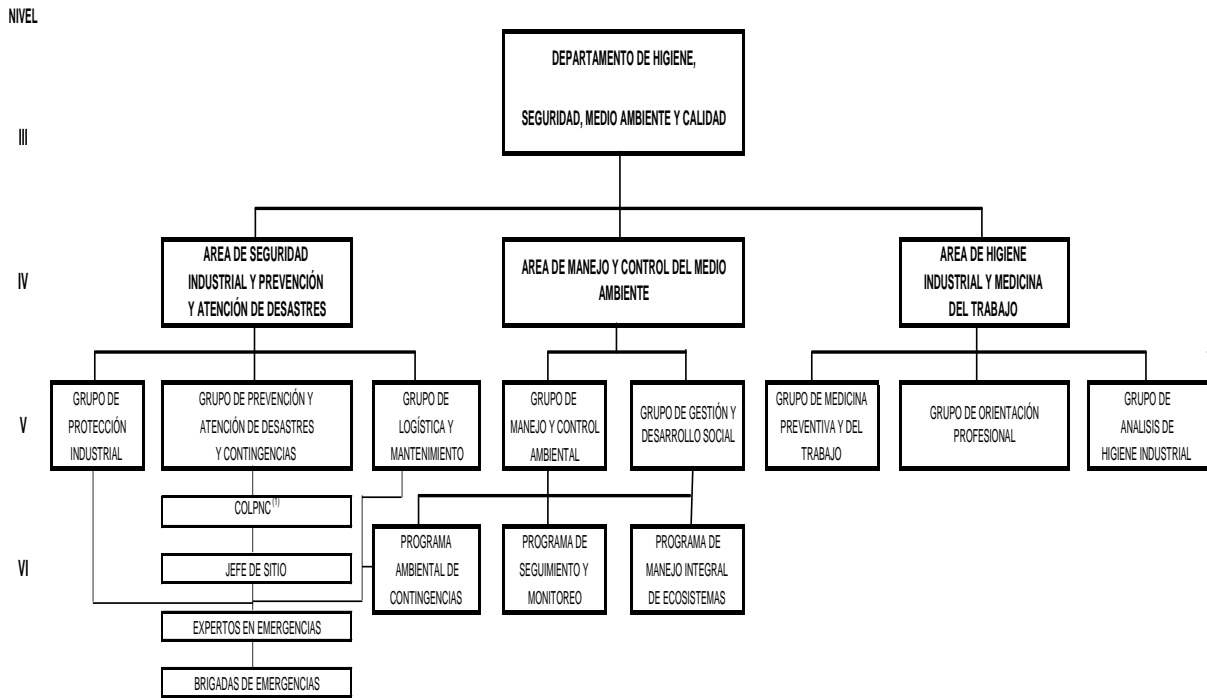 NIVEL
DEPARTAMENTO DE HIGIENE,
SEGURIDAD, MEDIO AMBIENTE Y CALIDAD
III
IV
AREA DE SEGURIDAD
INDUSTRIAL Y PREVENCIÓN
Y ATENCIÓN DE DESASTRES
AREA DE MANEJO Y CONTROL DEL MEDIO
AMBIENTE
AREA DE HIGIENE
INDUSTRIAL Y MEDICINA
DEL TRABAJO
V
GRUPO DE
PROTECCIÓN
INDUSTRIAL
GRUPO DE PREVENCIÓN Y
ATENCIÓN DE DESASTRES
Y CONTINGENCIAS
GRUPO DE
LOGÍSTICA Y
MANTENIMIENTO
GRUPO DE
MANEJO Y CONTROL
AMBIENTAL
GRUPO DE GESTIÓN Y
DESARROLLO SOCIAL
GRUPO DE MEDICINA
PREVENTIVA Y DEL
TRABAJO
GRUPO DE ORIENTACIÓN
PROFESIONAL
GRUPO DE
ANALISIS DE
HIGIENE INDUSTRIAL
VI
COLPNC (1)
JEFE DE SITIO
EXPERTOS EN EMERGENCIAS
BRIGADAS DE EMERGENCIAS
PROGRAMA
AMBIENTAL DE
CONTINGENCIAS
PROGRAMA DE
SEGUIMIENTO Y
MONITOREO
PROGRAMA DE
MANEJO INTEGRAL
DE ECOSISTEMAS